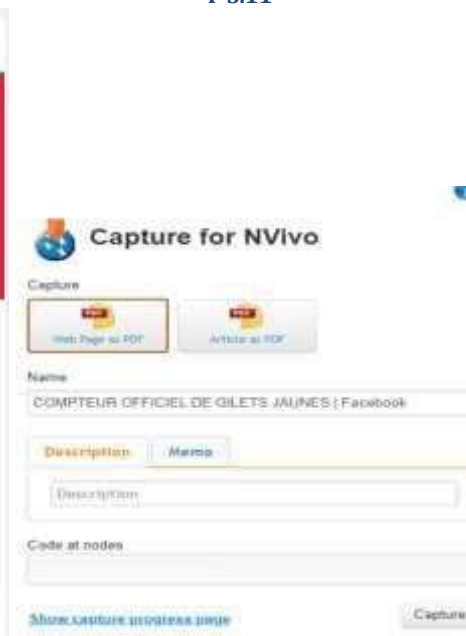 Capture for NVivo
Capture
Web Page as PDF
Article as PDF
Name
COMPTEUR OFFICIEL DE GILETS JAUNES | Facebook
Description
Memo
Description
Code at nodes
Show capture progress page
Capture